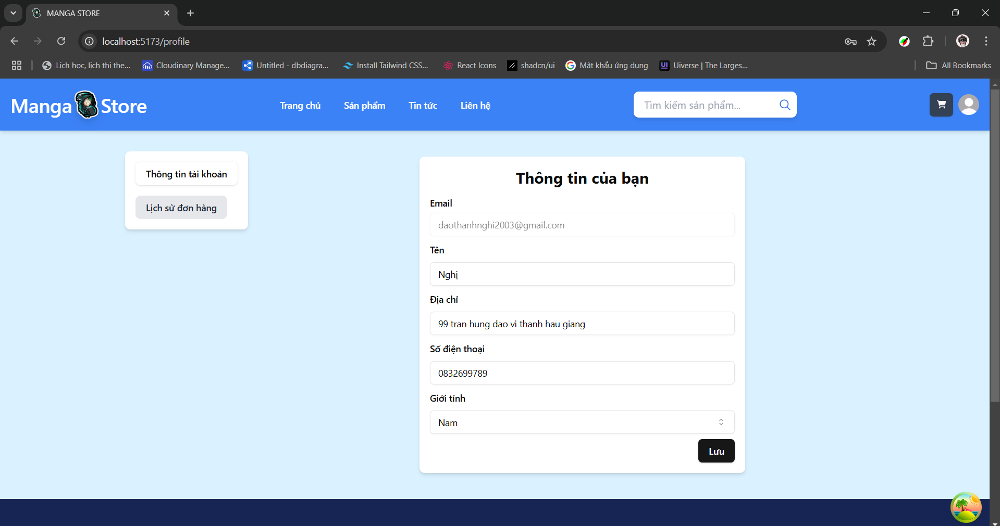 MANGA STORE
localhost:5173/profile
Lịch học, lịch thi the...
Cloudinary Manage...
Untitled - dbdiagra...
Install Tailwind CSS...
React Icons
shadcn/ui
Mật khẩu ứng dụng
UI
Uiverse | The Larges...
All Bookmarks
Manga Store
Trang chủ
Sản phẩm
Tin tức
Liên hệ
Tìm kiếm sản phẩm...
Thông tin tài khoản
Lịch sử đơn hàng
Thông tin của bạn
Email
daothanhnghi2003@gmail.com
Tên
Nghị
Địa chỉ
99 tran hung dao vi thanh hau giang
Số điện thoại
0832699789
Giới tính
Nam
Lưu